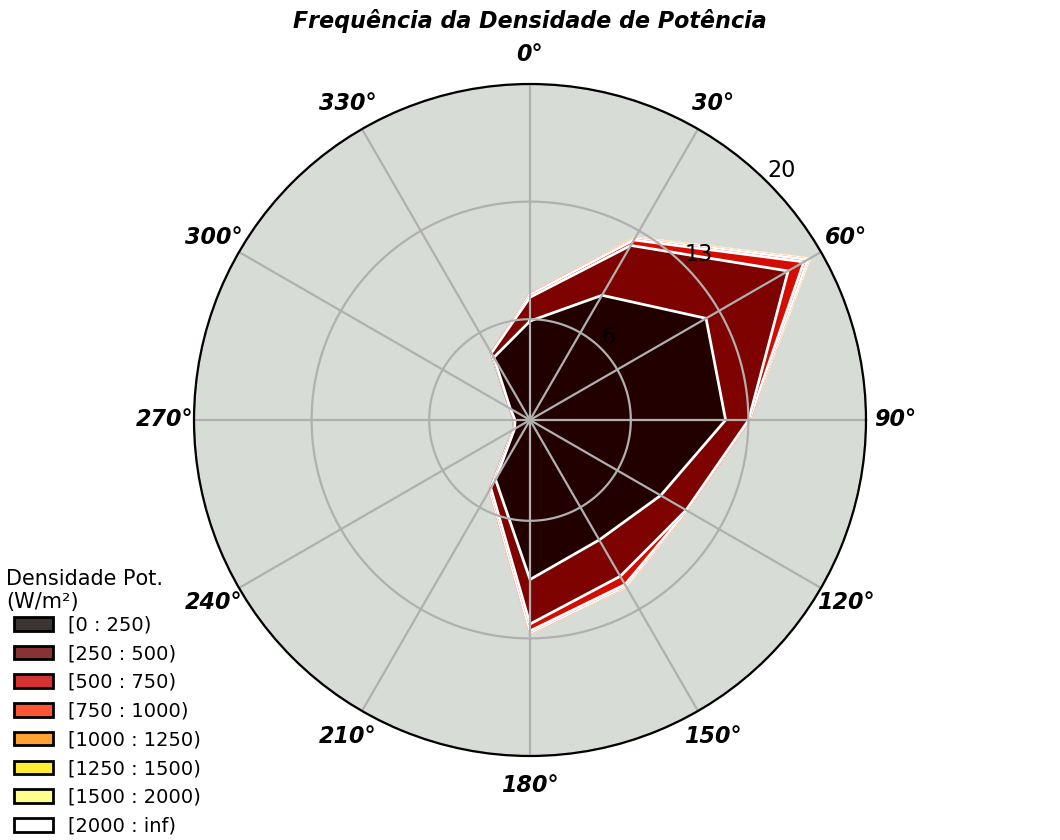 Frequência da Densidade de Potência
0°
30°
60°
90°
120°
150°
180°
210°
240°
270°
300°
330°
6
13
20
Densidade Pot.
(W/m²)
[0 : 250)
[250 : 500)
[500 : 750)
[750 : 1000)
[1000 : 1250)
[1250 : 1500)
[1500 : 2000)
[2000 : inf)